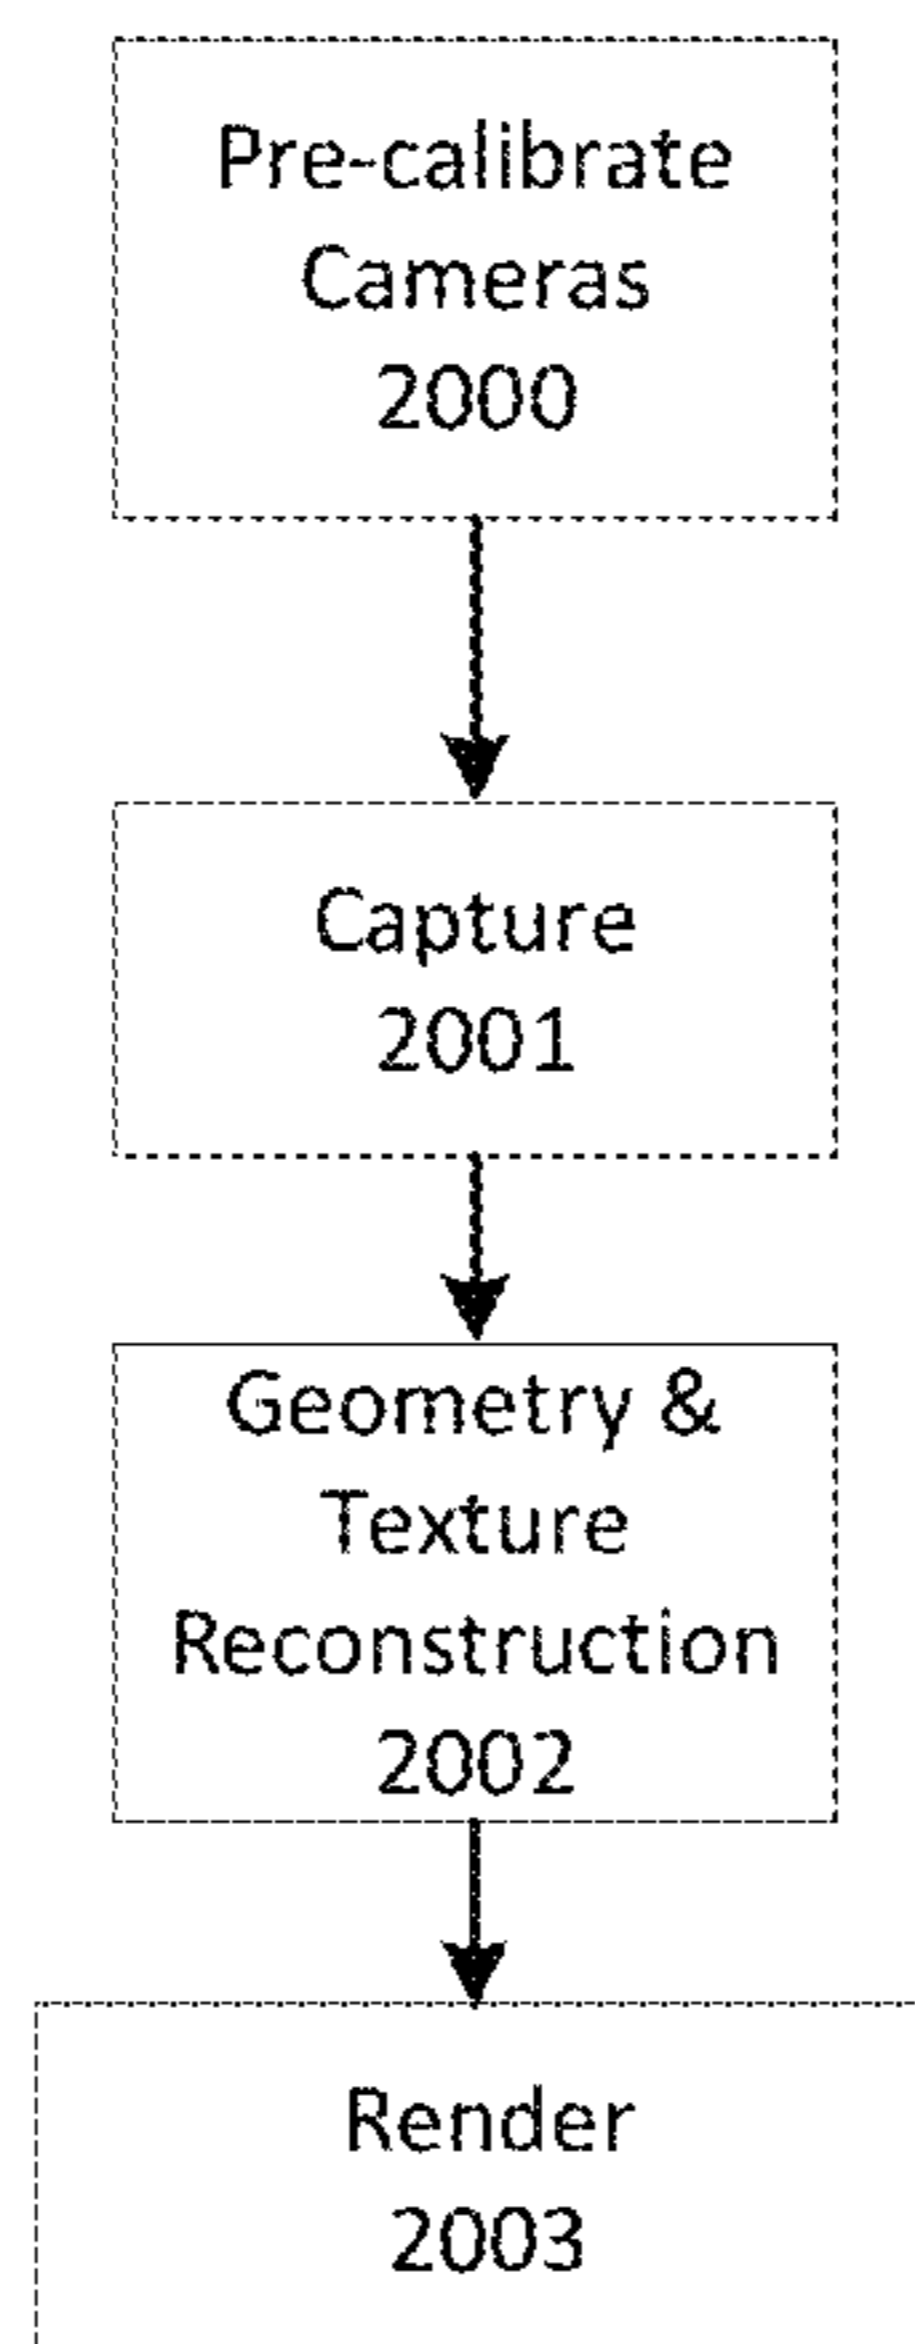 Pre-calibrate
Cameras
2000
Capture
2001
Geometry &
Texture
Reconstruction
2002
Render
2003